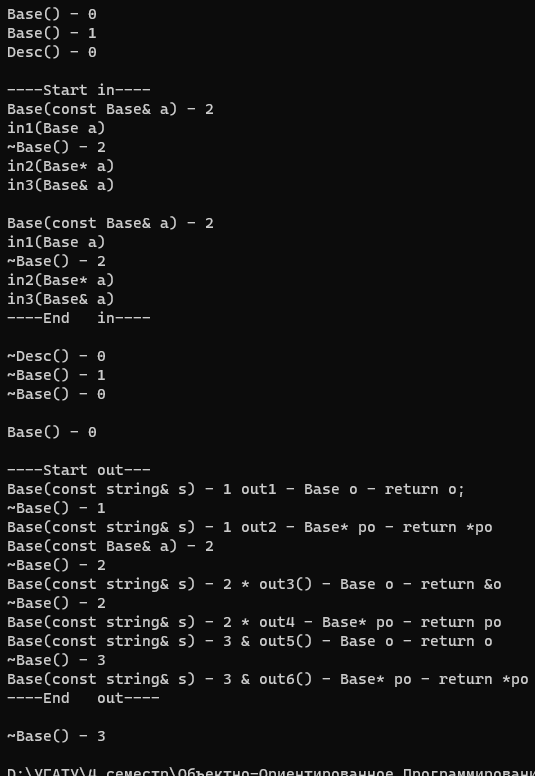 Base() - 0
Base() - 1
Desc() - 0
----Start in----
Base(const Base& a) - 2
in1(Base a)
~Base() - 2
in2(Base* a)
in3(Base& a)
Base(const Base& a) - 2
in1(Base a)
~Base() - 2
in2(Base* a)
in3(Base& a)
----End   in----
~Desc() - 0
~Base() - 1
~Base() - 0
Base() - 0
----Start out---
Base(const string& s) - 1 out1 - Base o - return o;
~Base() - 1
Base(const string& s) - 1 out2 - Base* po - return *po
Base(const Base& a) - 2
~Base() - 2
Base(const string& s) - 2 * out3() - Base o - return &o
~Base() - 2
Base(const string& s) - 2 * out4 - Base* po - return po
Base(const string& s) - 3 & out5() - Base o - return o
~Base() - 3
Base(const string& s) - 3 & out6() - Base* po - return *po
----End   out----
~Base() - 3
D:\УГАТУ\4 семестр\Объектно-Ориентированное Программировани